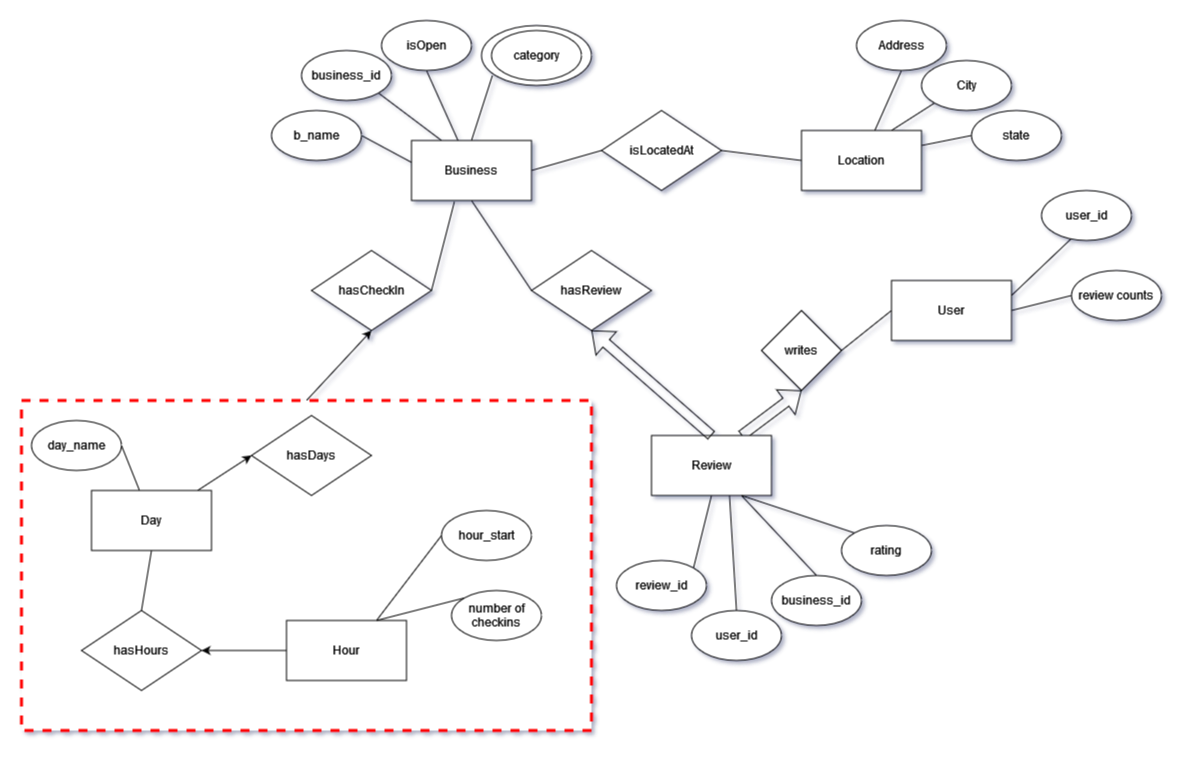 isOpen
category
Address
business_id
City
b_name
state
isLocatedAt
Location
Business
user_id
hasCheckIn
hasReview
review counts
User
writes
day_name
hasDays
Review
Day
hour_start
rating
review_id
business_id
number of
checkins
user_id
hasHours
Hour